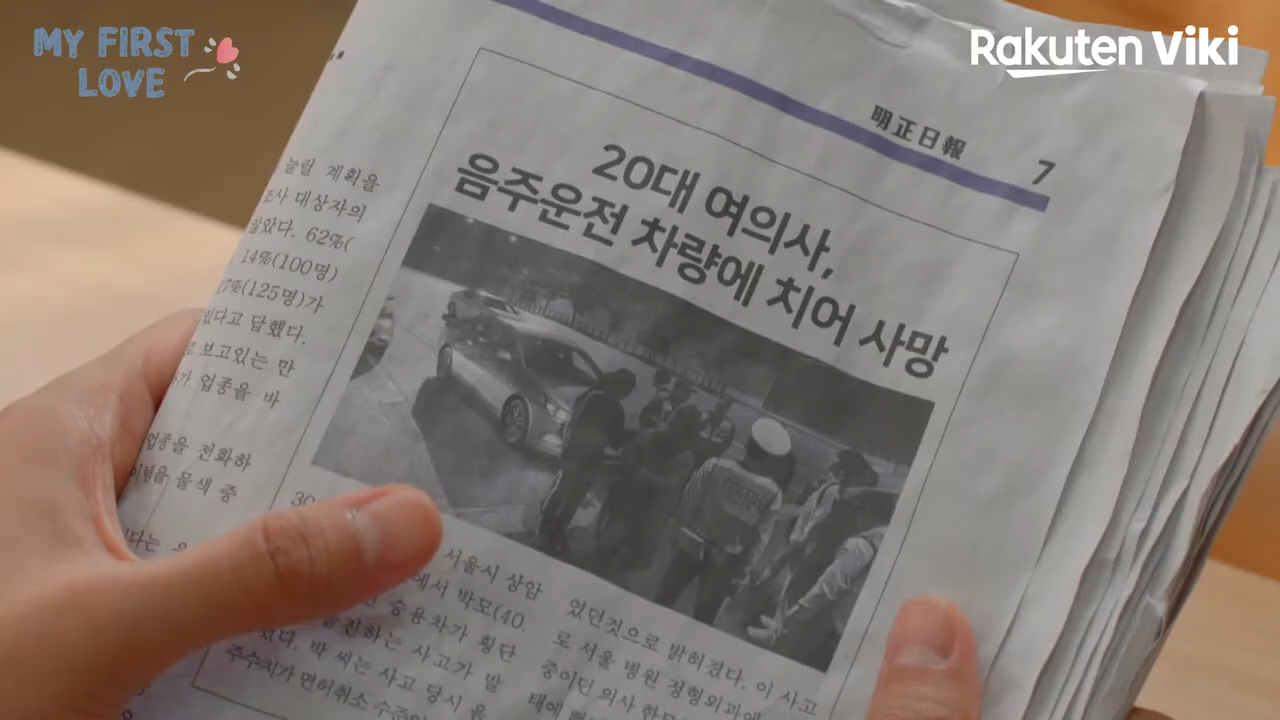 MY FIRST
LOVE
Rakuten Viki
明正日報 7
20대 여의사,
음주운전 차량에 치어 사망
늘릴 계획을
조사 대상자의
않았다. 62%(
14%(100명)
7%(125명)가
있다고 답했다.
보고있는 만
업종을 바
업종을 전화하
물색 중
30
서울시 상암
에서 박모(40.
승용차가 횡단
돌진하는 사고가 발
박 씨는 사고 당시 음
주수치가 면허취소 수준
었던것으로 밝혀졌다. 이 사고
로 서울 병원 정형외과에
중이던 의사 한모
태에